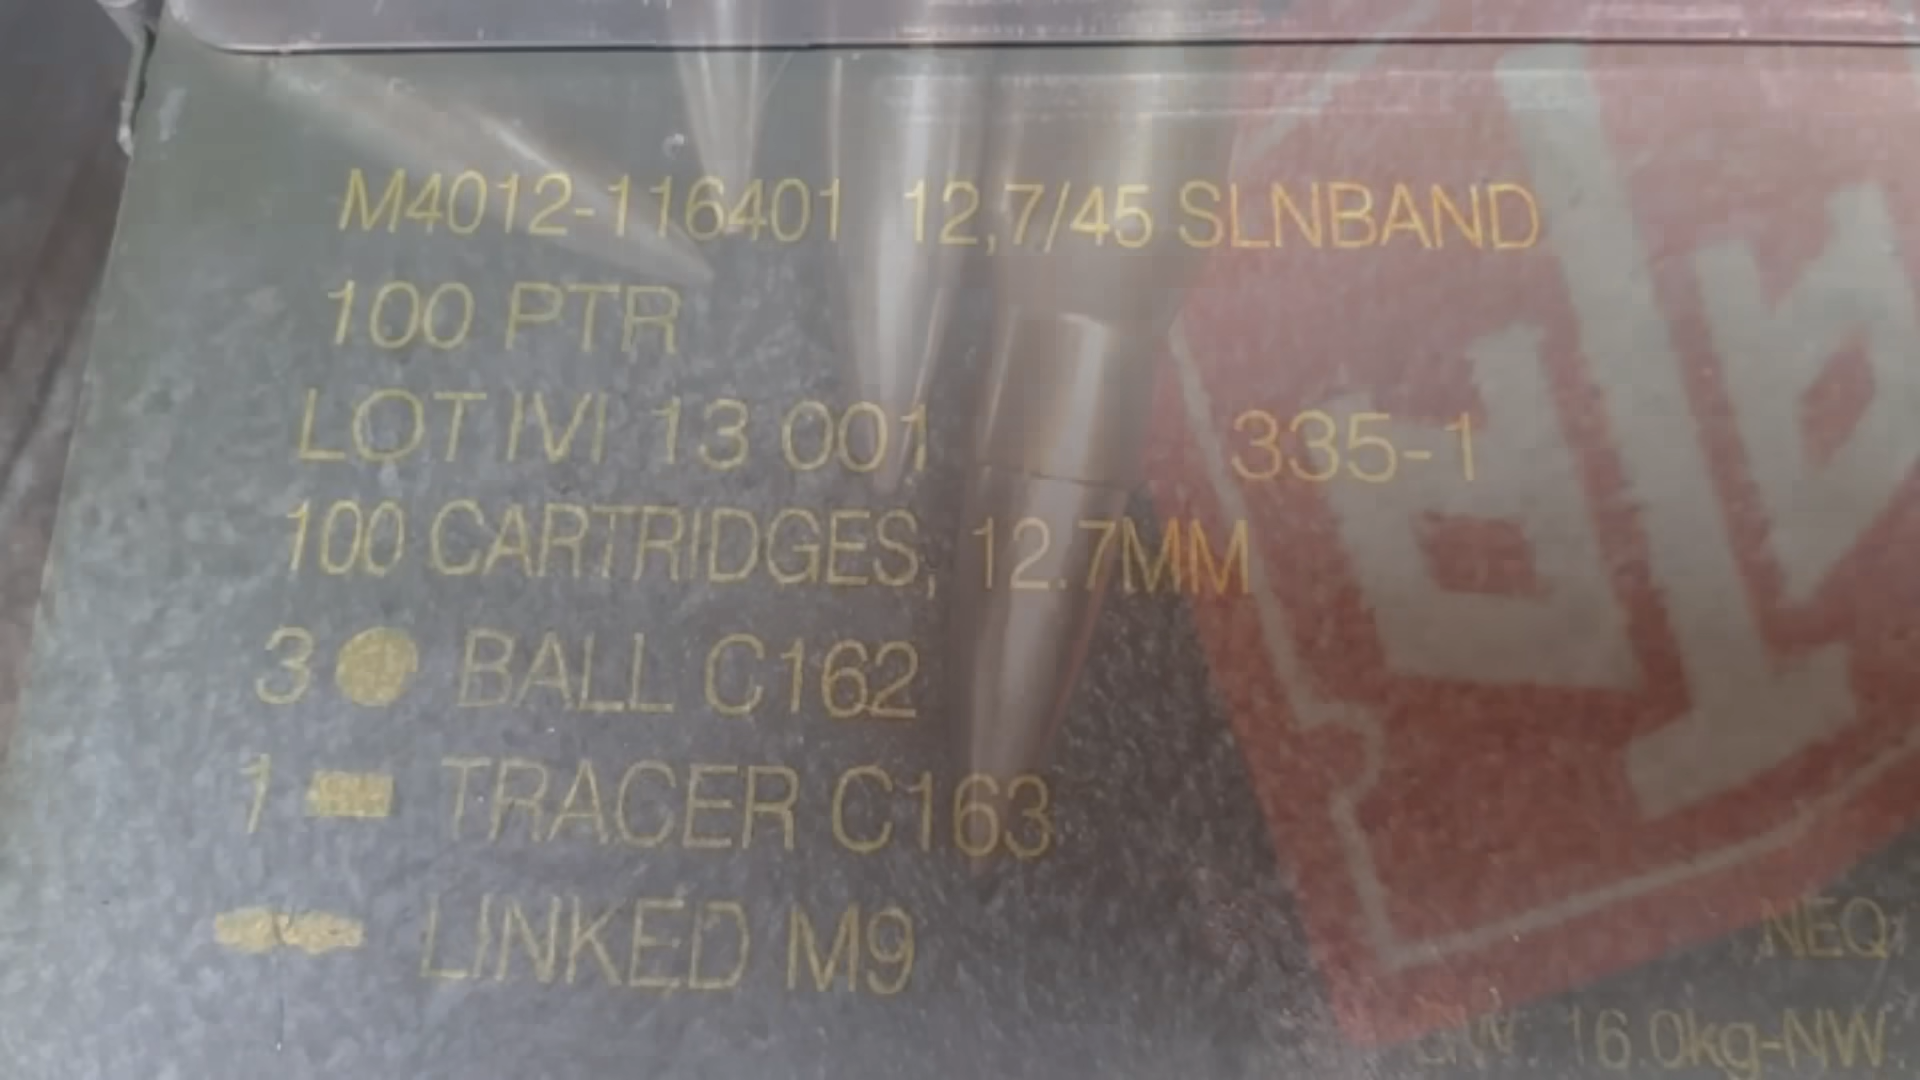 M4012-116401 12,7/45 SLNBAND
100 PTR
LOT IVI 13 001 335-1
100 CARTRIDGES, 12.7MM
3 BALL C162
1 TRACER C163
LINKED M9
NEQ:
16.0kg-NW: